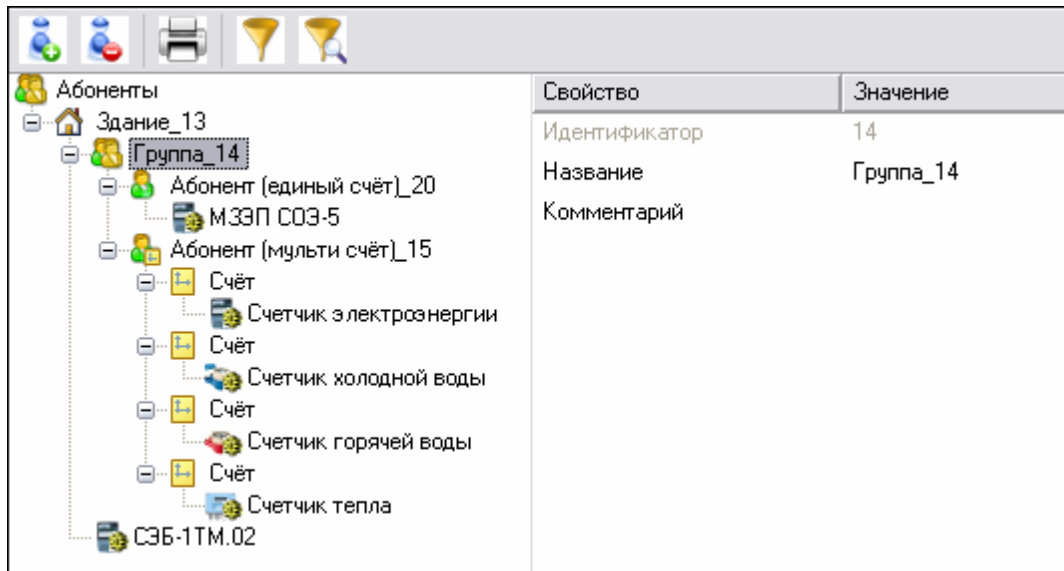 Абоненты
Здание_13
Группа_14
Абонент (единый счёт)_20
МЗЭП СОЭ-5
Абонент (мульти счёт)_15
Счёт
Счетчик электроэнергии
Счёт
Счетчик холодной воды
Счёт
Счетчик горячей воды
Счёт
Счетчик тепла
СЭБ-1ТМ.02
Свойство Значение
Идентификатор 14
Название Группа_14
Комментарий